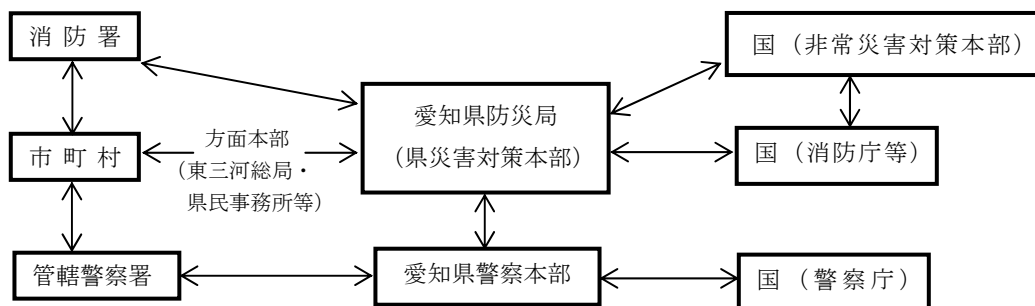 消防署
国（非常災害対策本部）
愛知県防災局
（県災害対策本部）
市町村
方面本部
（東三河総局・
県民事務所等）
国（消防庁等）
管轄警察署
愛知県警察本部
国（警察庁）